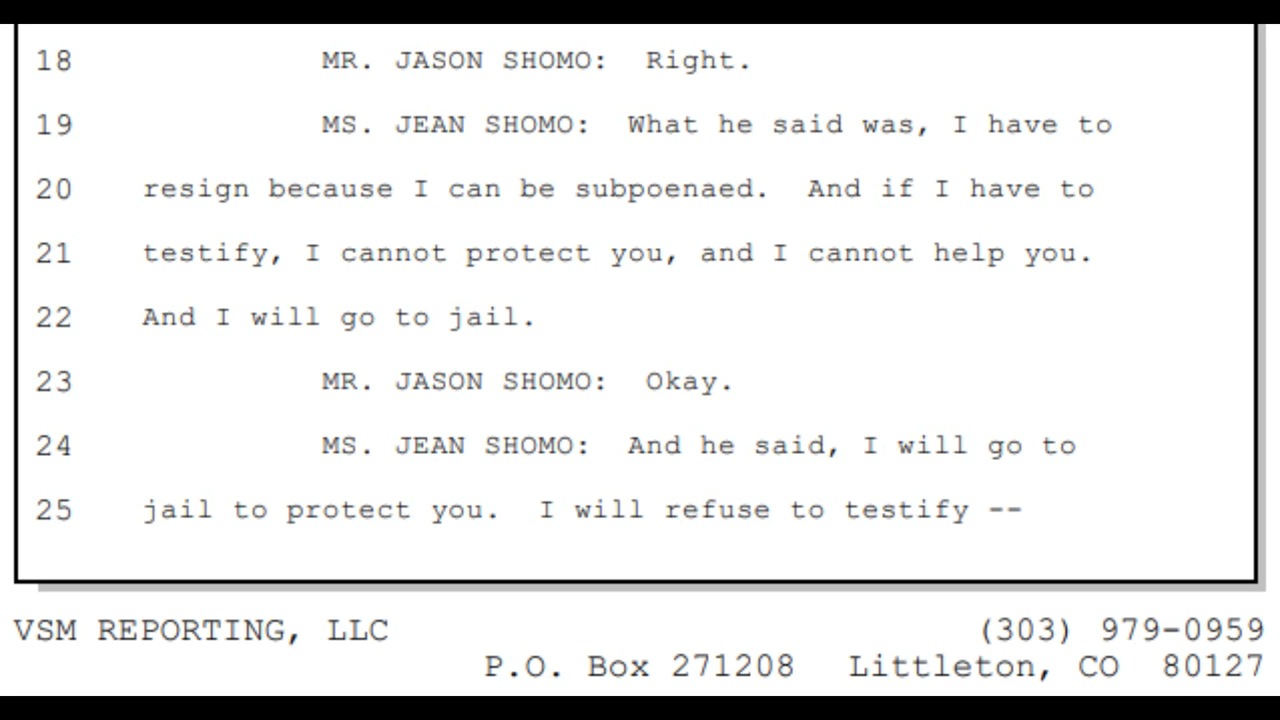 18 MR. JASON SHOMO: Right.
19 MS. JEAN SHOMO: What he said was, I have to
20 resign because I can be subpoenaed. And if I have to
21 testify, I cannot protect you, and I cannot help you.
22 And I will go to jail.
23 MR. JASON SHOMO: Okay.
24 MS. JEAN SHOMO: And he said, I will go to
25 jail to protect you. I will refuse to testify --
VSM REPORTING, LLC (303) 979-0959
P.O. Box 271208 Littleton, CO 80127